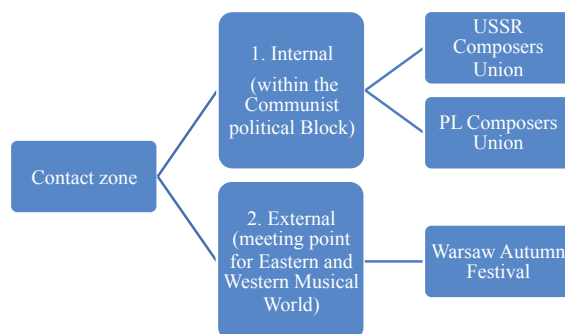 Contact zone
1. Internal
(within the
Communist
political Block)
USSR
Composers
Union
PL Composers
Union
2. External
(meeting point
for Eastern and
Western Musical
World)
Warsaw Autumn
Festival